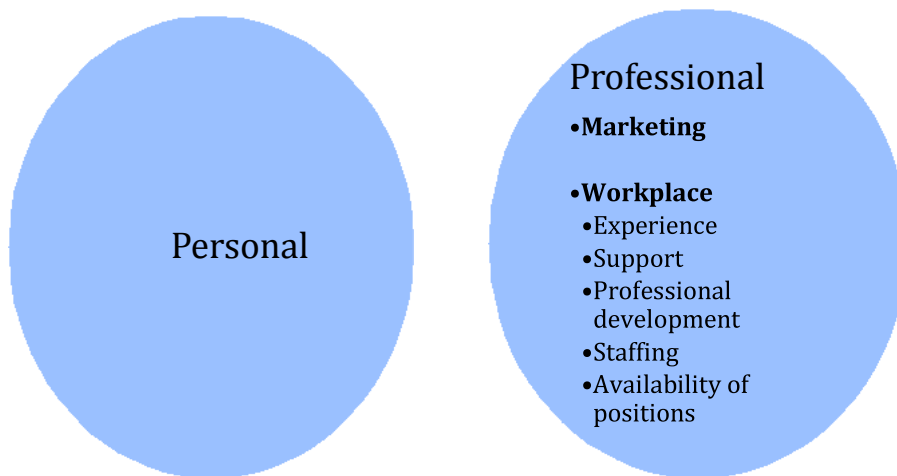 Personal
Professional
•Marketing
•Workplace
•Experience
•Support
•Professional
development
•Staffing
•Availability of
positions